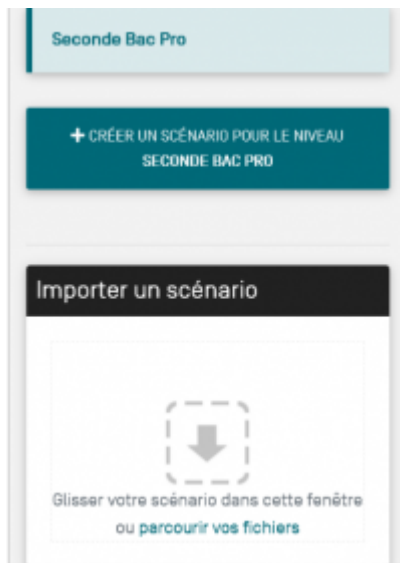 Seconde Bac Pro
+ CRÉER UN SCÉNARIO POUR LE NIVEAU
SECONDE BAC PRO
Importer un scénario
Glisser votre scénario dans cette fenêtre
ou parcourir vos fichiers